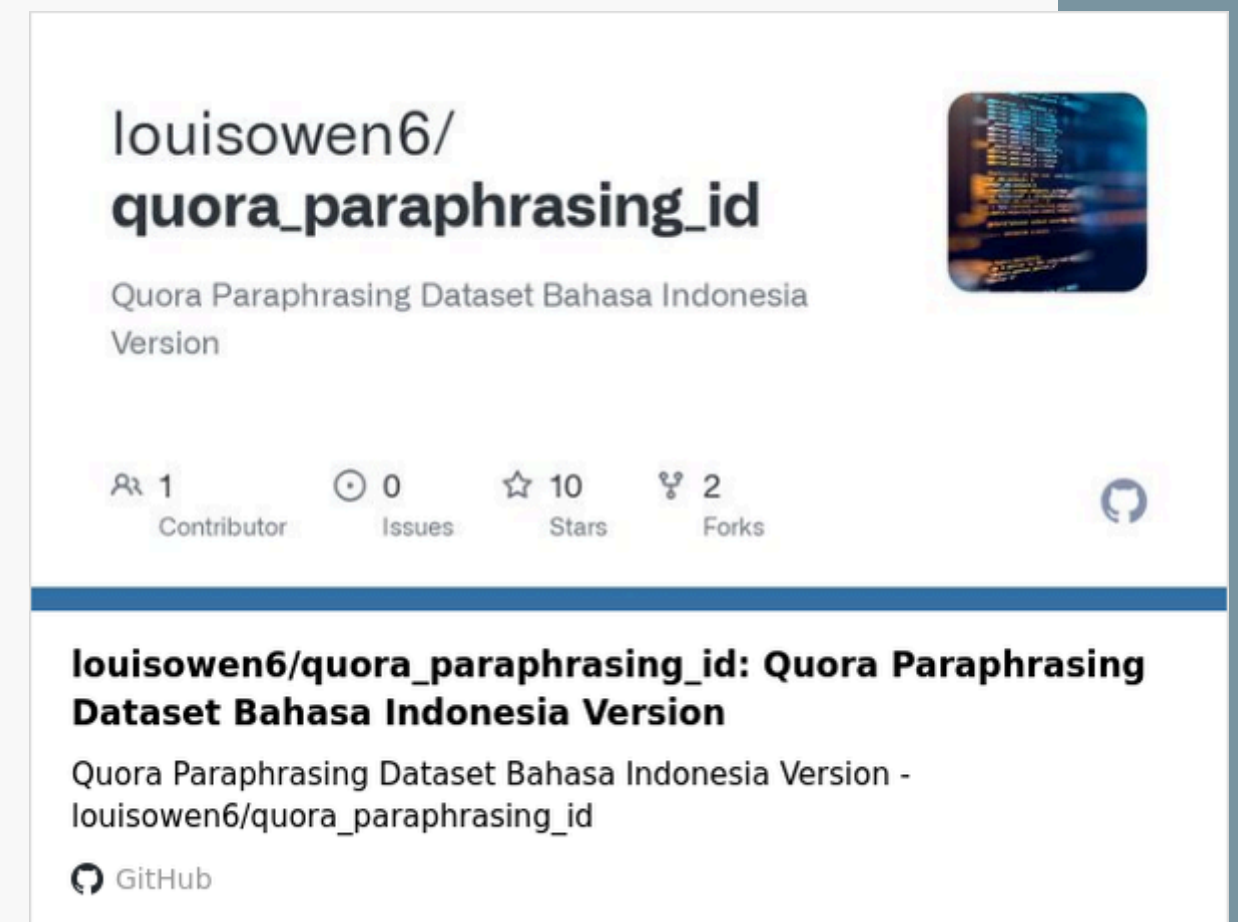 louisowen6/
quora_paraphrasing_id
Quora Paraphrasing Dataset Bahasa Indonesia
Version
1
Contributor
0
Issues
10
Stars
2
Forks
louisowen6/quora_paraphrasing_id: Quora Paraphrasing
Dataset Bahasa Indonesia Version
Quora Paraphrasing Dataset Bahasa Indonesia Version -
louisowen6/quora_paraphrasing_id
GitHub